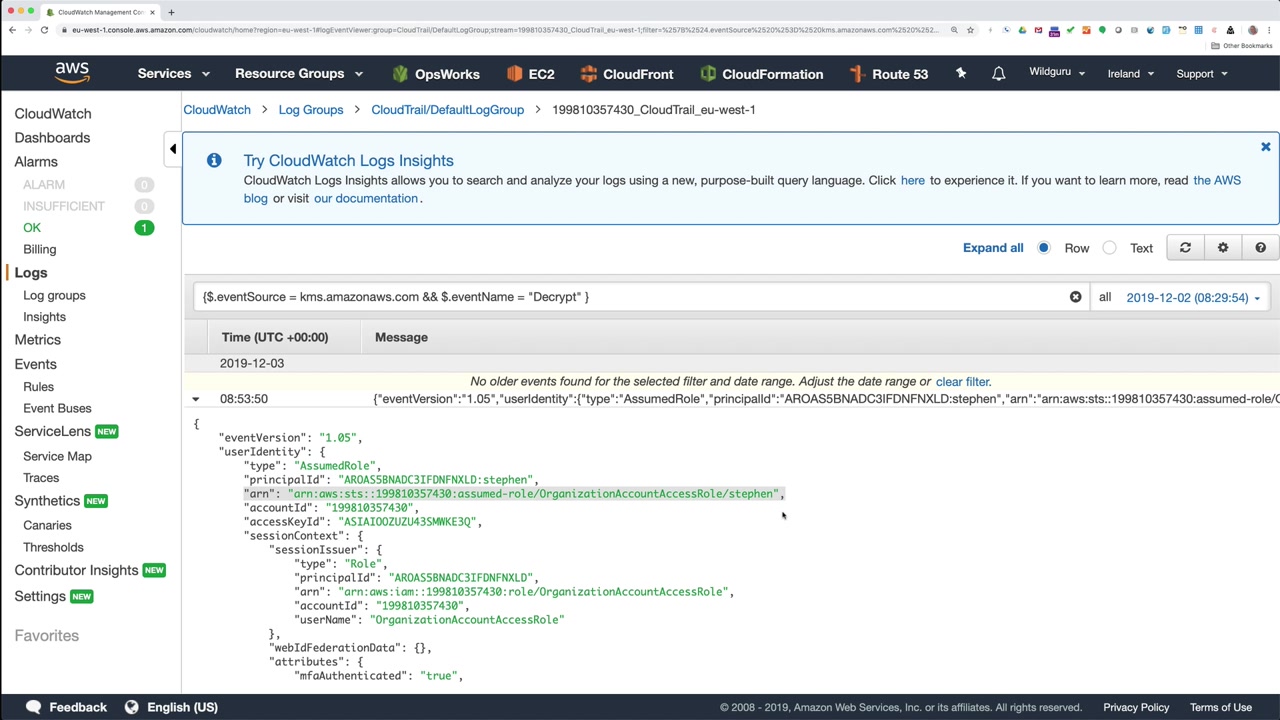 CloudWatch Management Con
eu-west-1.console.aws.amazon.com/cloudwatch/home?region=eu-west-1#logEventViewer:group=CloudTrail/DefaultLogGroup;stream=199810357430_CloudTrail_eu-west-1;filter=%257B%2524.eventSource%2520%253D%2520kms.amazonaws.com%2520%252...
Other Bookmarks
aws Services Resource Groups OpsWorks EC2 CloudFront CloudFormation Route 53 Wildguru Ireland Support
CloudWatch
Dashboards
Alarms
ALARM 0
INSUFFICIENT 0
OK 1
Billing
Logs
Log groups
Insights
Metrics
Events
Rules
Event Buses
ServiceLens NEW
Service Map
Traces
Synthetics NEW
Canaries
Thresholds
Contributor Insights NEW
Settings NEW
Favorites
CloudWatch > Log Groups > CloudTrail/DefaultLogGroup > 199810357430_CloudTrail_eu-west-1
Try CloudWatch Logs Insights
CloudWatch Logs Insights allows you to search and analyze your logs using a new, purpose-built query language. Click here to experience it. If you want to learn more, read the AWS
blog or visit our documentation.
Expand all Row Text
{$.eventSource = kms.amazonaws.com && $.eventName = "Decrypt" } all 2019-12-02 (08:29:54)
Time (UTC +00:00) Message
2019-12-03
No older events found for the selected filter and date range. Adjust the date range or clear filter.
08:53:50 {"eventVersion":"1.05","userIdentity":{"type":"AssumedRole","principalId":"AROAS5BNADC3IFDNFNXLD:stephen","arn":"arn:aws:sts::199810357430:assumed-role/O
{
"eventVersion": "1.05",
"userIdentity": {
"type": "AssumedRole",
"principalId": "AROAS5BNADC3IFDNFNXLD:stephen",
"arn": "arn:aws:sts::199810357430:assumed-role/OrganizationAccountAccessRole/stephen",
"accountId": "199810357430",
"accessKeyId": "ASIAIOOZUZU43SMWKE3Q",
"sessionContext": {
"sessionIssuer": {
"type": "Role",
"principalId": "AROAS5BNADC3IFDNFNXLD",
"arn": "arn:aws:iam::199810357430:role/OrganizationAccountAccessRole",
"accountId": "199810357430",
"userName": "OrganizationAccountAccessRole"
},
"webIdFederationData": {},
"attributes": {
"mfaAuthenticated": "true",
Feedback English (US) © 2008 - 2019, Amazon Web Services, Inc. or its affiliates. All rights reserved. Privacy Policy Terms of Use